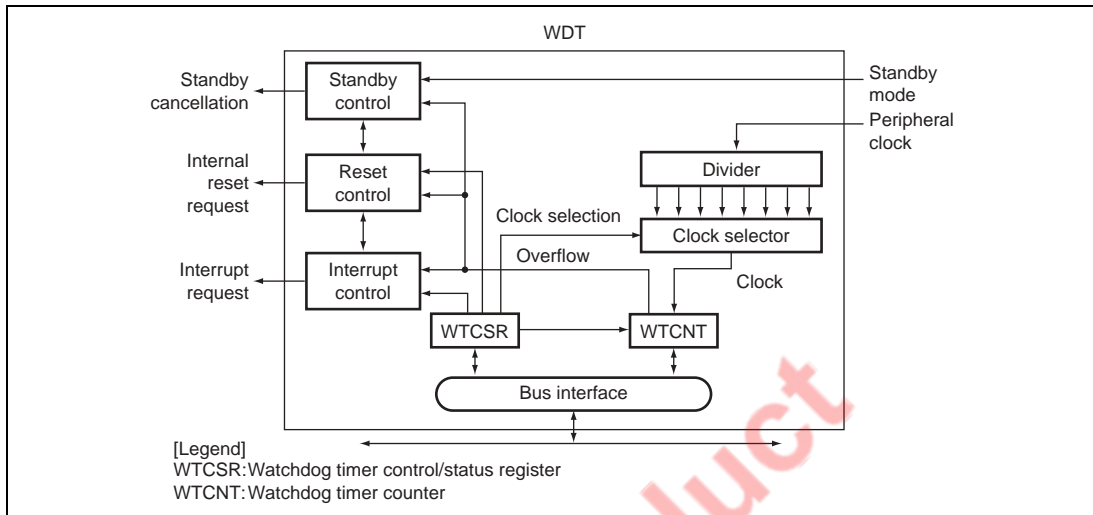 WDT
Standby
cancellation
Standby
control
Standby
mode
Peripheral
clock
Internal
reset
request
Reset
control
Divider
Clock selection
Clock selector
Overflow
Clock
Interrupt
request
Interrupt
control
WTCSR
WTCNT
Bus interface
[Legend]
WTCSR: Watchdog timer control/status register
WTCNT: Watchdog timer counter
uct